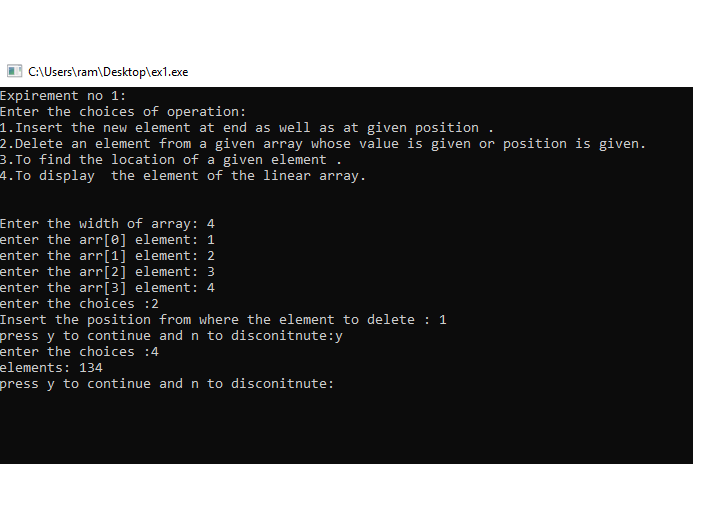 C:\Users\ram\Desktop\ex1.exe
Expirement no 1:
Enter the choices of operation:
1.Insert the new element at end as well as at given position .
2.Delete an element from a given array whose value is given or position is given.
3.To find the location of a given element .
4.To display  the element of the linear array.
Enter the width of array: 4
enter the arr[0] element: 1
enter the arr[1] element: 2
enter the arr[2] element: 3
enter the arr[3] element: 4
enter the choices :2
Insert the position from where the element to delete : 1
press y to continue and n to disconitnute:y
enter the choices :4
elements: 134
press y to continue and n to disconitnute: